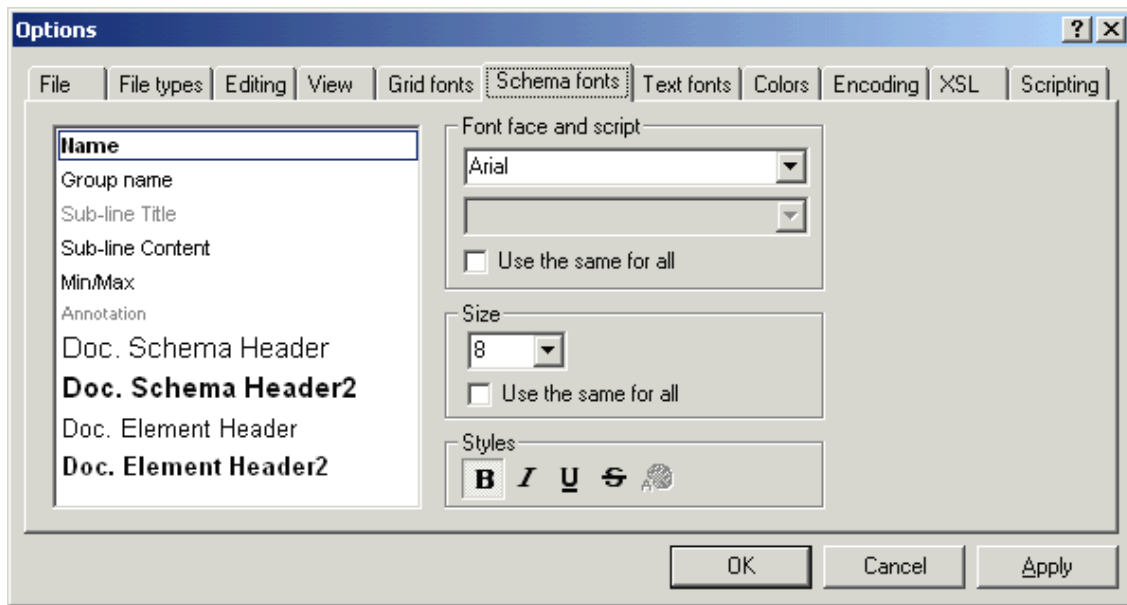 Options
File File types Editing View Grid fonts Schema fonts Text fonts Colors Encoding XSL Scripting
Name
Group name
Sub-line Title
Sub-line Content
Min/Max
Annotation
Doc. Schema Header
Doc. Schema Header2
Doc. Element Header
Doc. Element Header2
Font face and script
Arial
Use the same for all
Size
8
Use the same for all
Styles
B I U S A
OK Cancel Apply